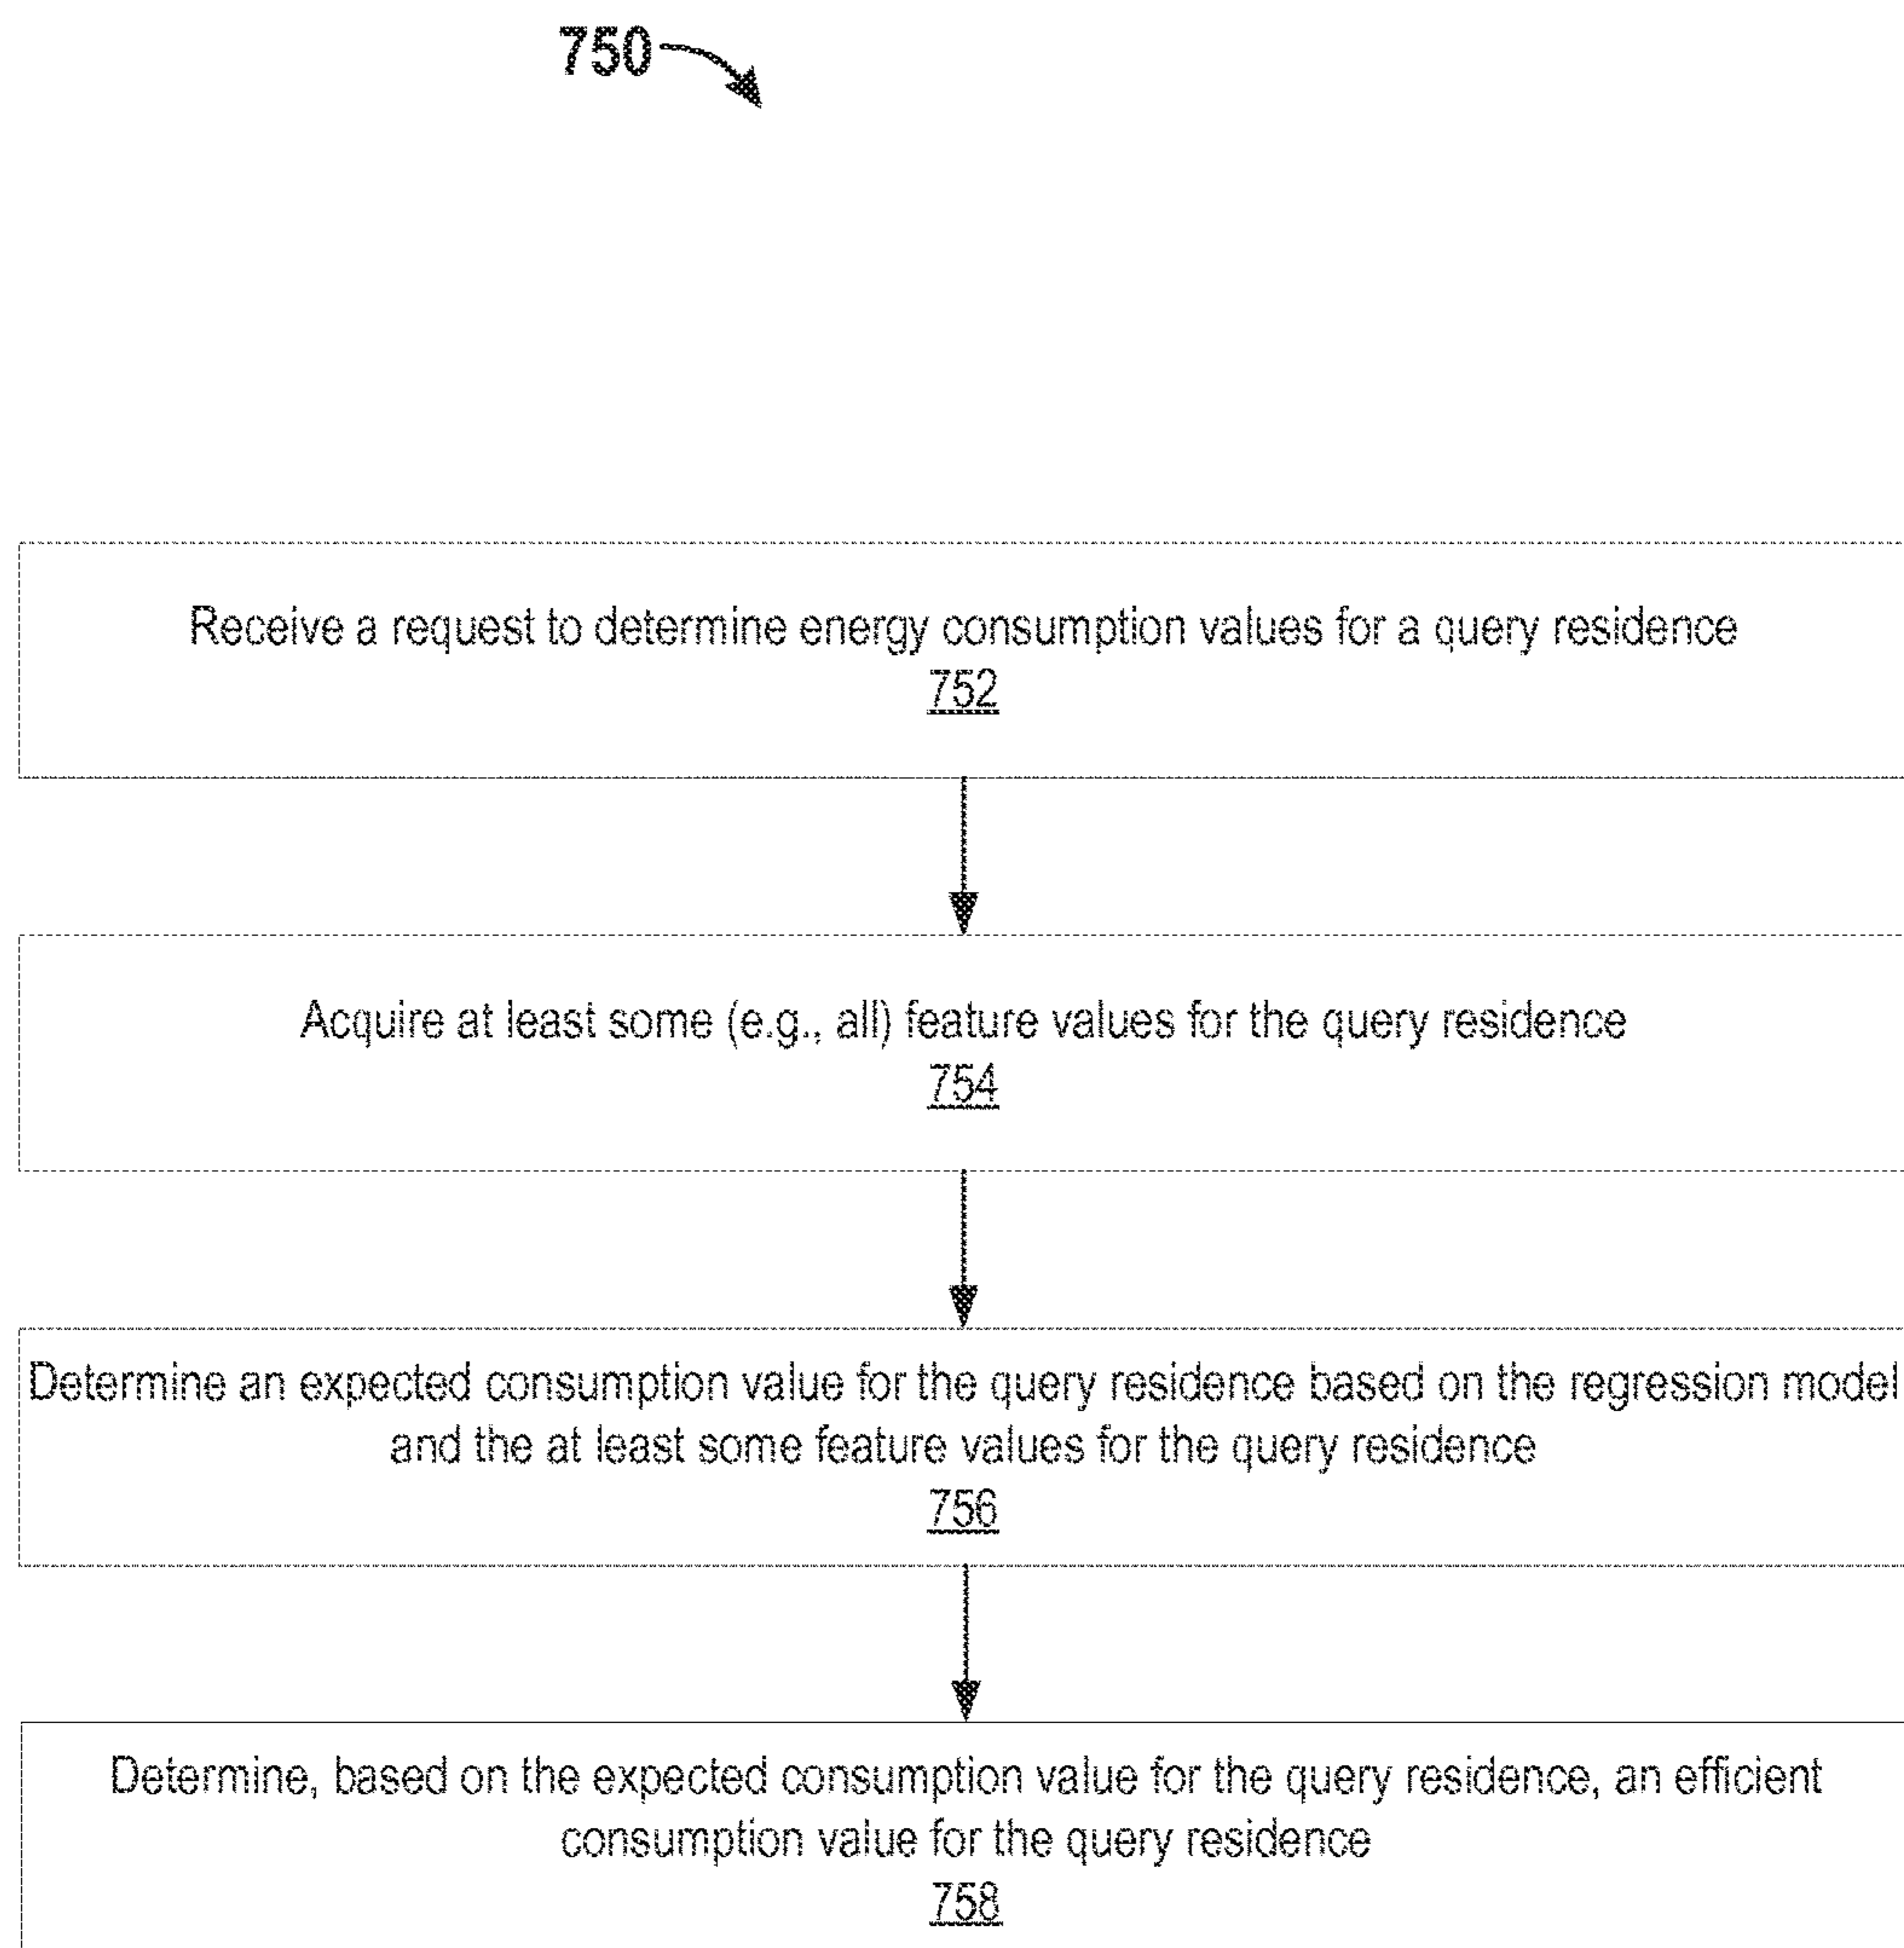 750
Receive a request to determine energy consumption values for a query residence
752
Acquire at least some (e.g., all) feature values for the query residence
754
Determine an expected consumption value for the query residence based on the regression model
and the at least some feature values for the query residence
756
Determine, based on the expected consumption value for the query residence, an efficient
consumption value for the query residence
758